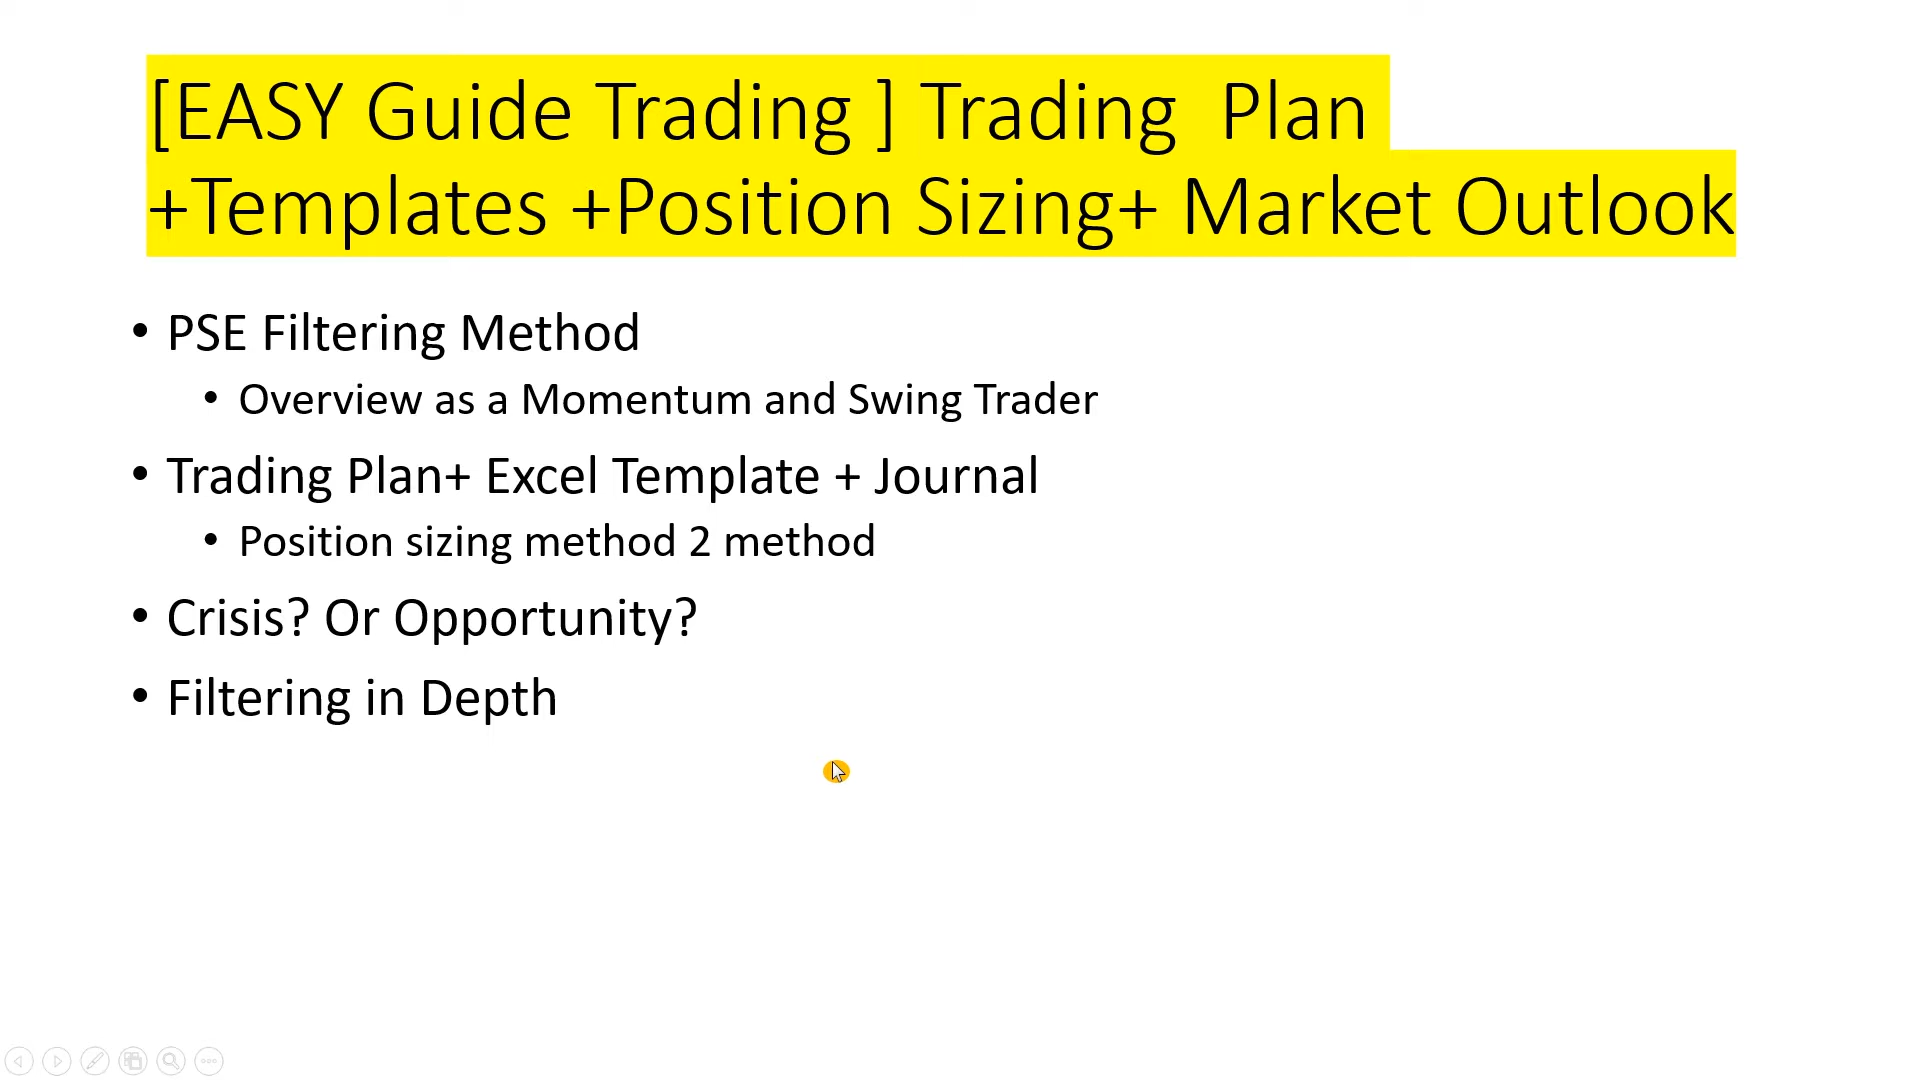 [EASY Guide Trading ] Trading  Plan
+Templates +Position Sizing+ Market Outlook
• PSE Filtering Method
• Overview as a Momentum and Swing Trader
• Trading Plan+ Excel Template + Journal
• Position sizing method 2 method
• Crisis? Or Opportunity?
• Filtering in Depth